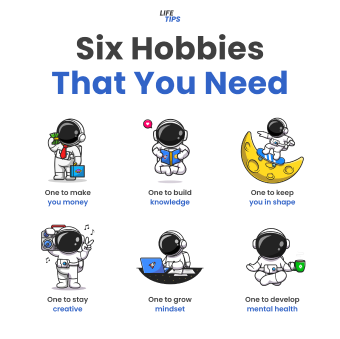 LIFE
TIPS
Six Hobbies
That You Need
One to make
you money
One to build
knowledge
One to keep
you in shape
One to stay
creative
One to grow
mindset
One to develop
mental health